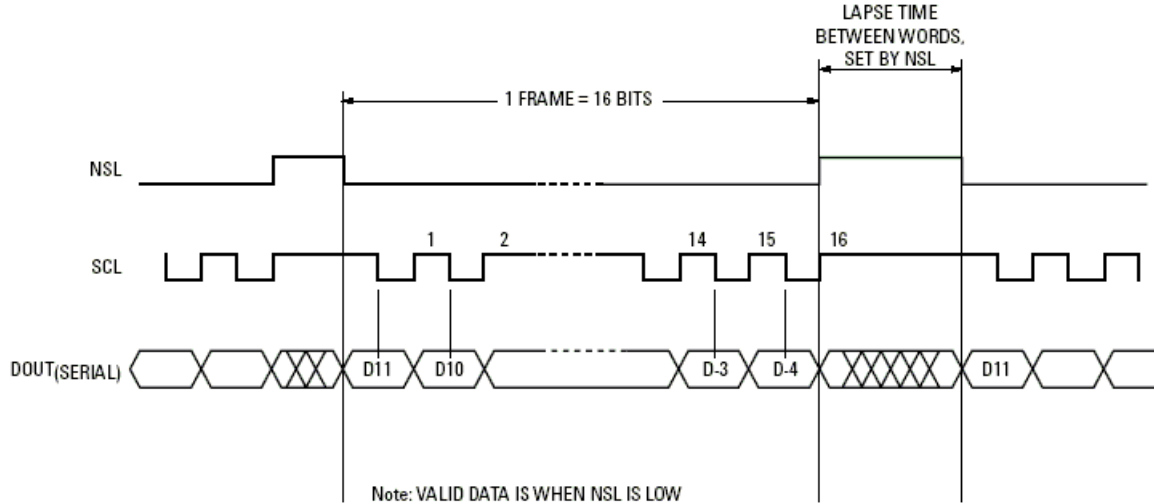 LAPSE TIME
BETWEEN WORDS,
SET BY NSL
1 FRAME = 16 BITS
NSL
1 2 14 15 16
SCL
DOUT(SERIAL) D11 D10 D-3 D-4 D11
Note: VALID DATA IS WHEN NSL IS LOW